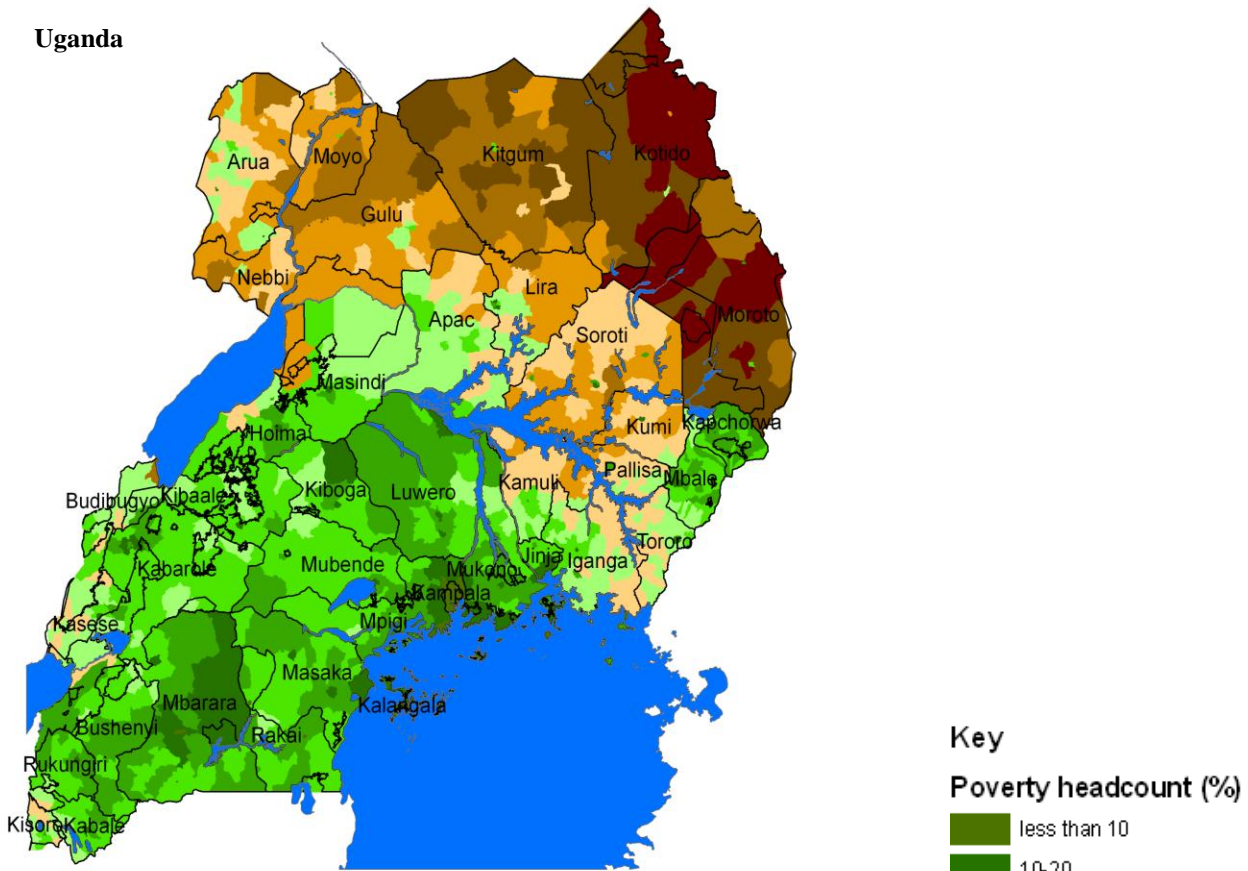 Uganda
Arua
Moyo
Kitgum
Kotido
Gulu
Nebbi
Lira
Apac
Soroti
Moroto
Masindi
Hoima
Kumi
Kapchorwa
Pallisa
Mbale
Kamuli
Budibugyo
Kibaale
Kiboga
Luwero
Tororo
Kabarole
Mubende
Mukono
Jinja
Iganga
Kampala
Mpigi
Kasese
Masaka
Mbarara
Kalangala
Bushenyi
Rakai
Rukungiri
Kisoro
Kabale
Key
Poverty headcount (%)
less than 10
10-20